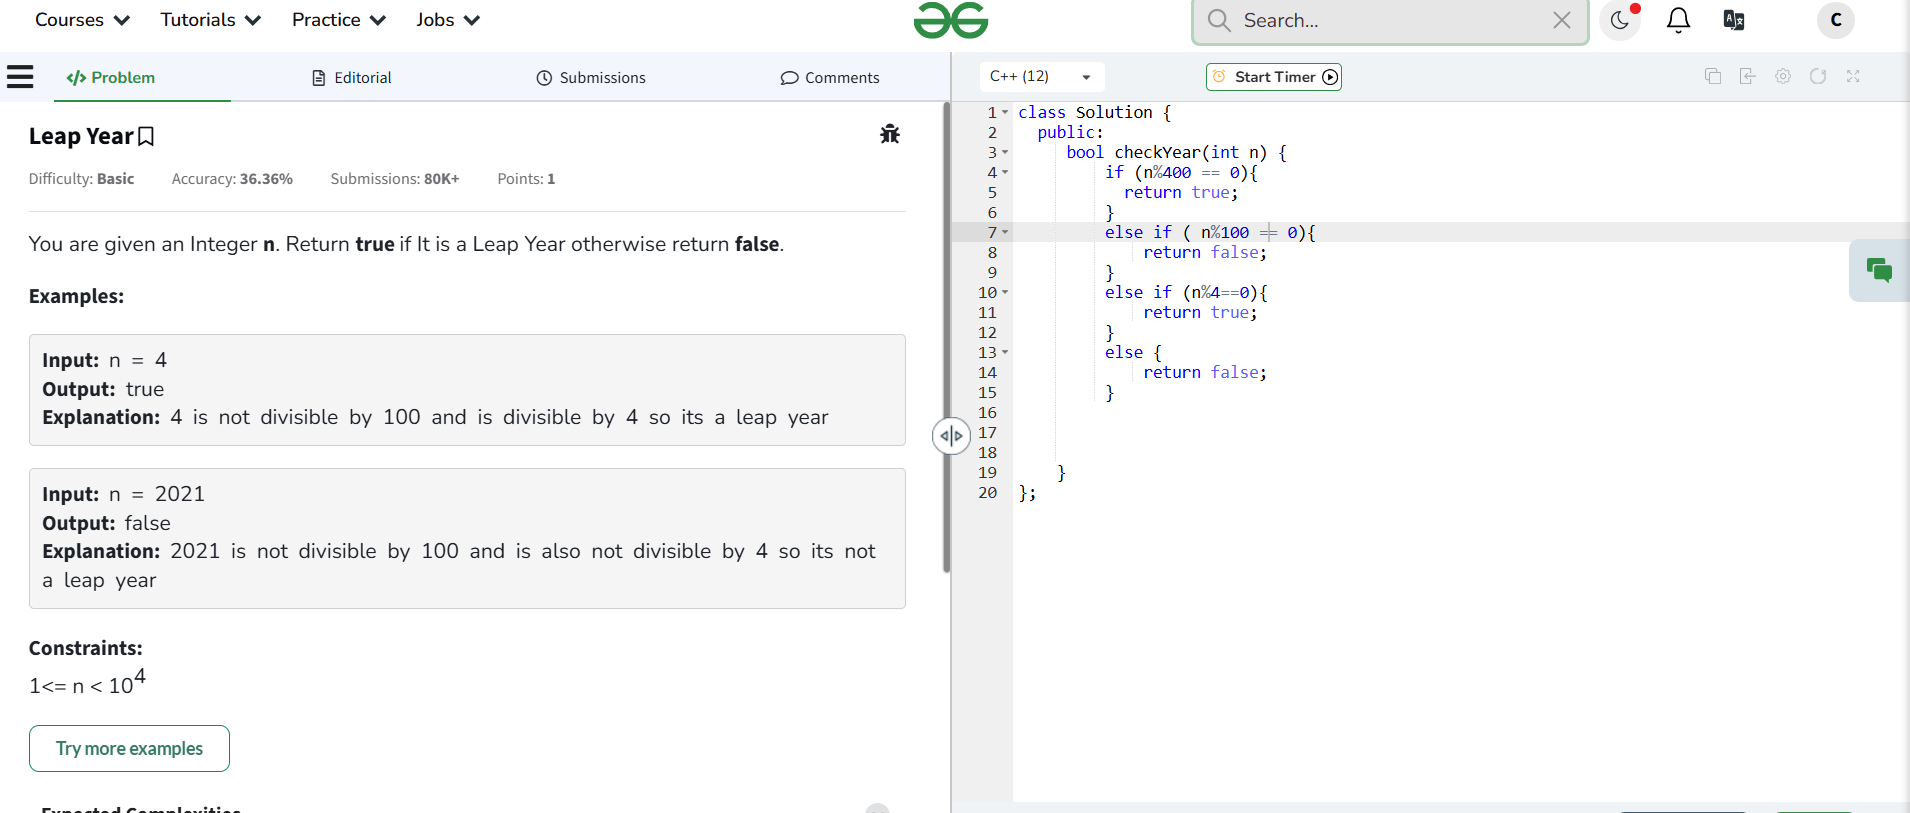 Courses Tutorials Practice Jobs Search... C
Problem Editorial Submissions Comments C++ (12) Start Timer
Leap Year
Difficulty: Basic Accuracy: 36.36% Submissions: 80K+ Points: 1
You are given an Integer n. Return true if It is a Leap Year otherwise return false.
Examples:
Input: n = 4
Output: true
Explanation: 4 is not divisible by 100 and is divisible by 4 so its a leap year
Input: n = 2021
Output: false
Explanation: 2021 is not divisible by 100 and is also not divisible by 4 so its not
a leap year
Constraints:
1<= n < 10^4
Try more examples
Expected Complexities
1 class Solution {
2 public:
3 bool checkYear(int n) {
4 if (n%400 == 0){
5 return true;
6 }
7 else if ( n%100 == 0){
8 return false;
9 }
10 else if (n%4==0){
11 return true;
12 }
13 else {
14 return false;
15 }
16
17
18
19 }
20 };